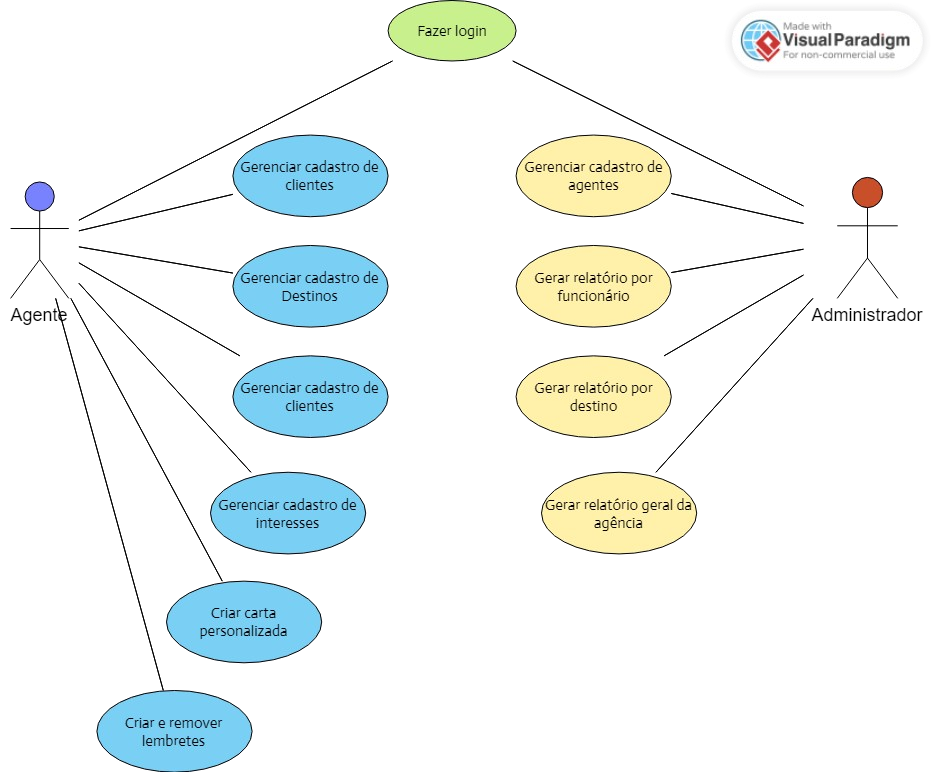 Fazer login
Made with
VisualParadigm
For non-commercial use
Gerenciar cadastro de
clientes
Gerenciar cadastro de
agentes
Gerenciar cadastro de
Destinos
Gerar relatório por
funcionário
Agente
Administrador
Gerenciar cadastro de
clientes
Gerar relatório por
destino
Gerenciar cadastro de
interesses
Gerar relatório geral da
agência
Criar carta
personalizada
Criar e remover
lembretes